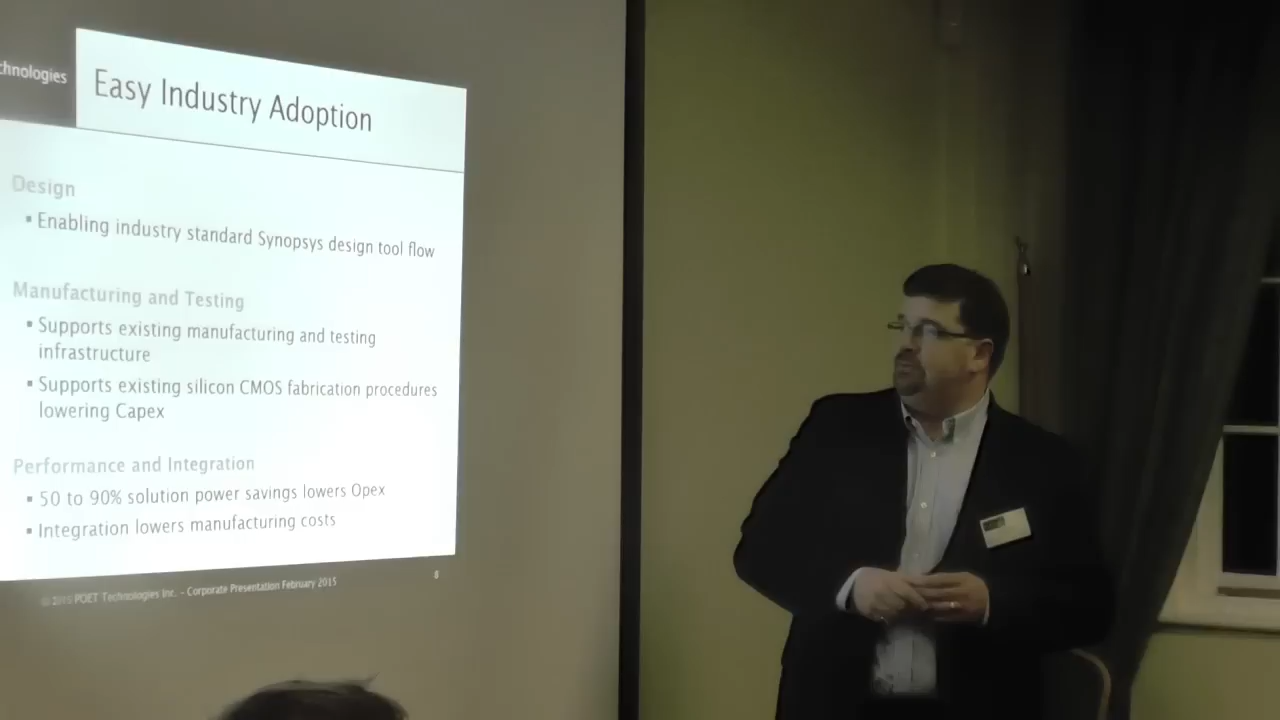 chnologies
Easy Industry Adoption
Design
▪ Enabling industry standard Synopsys design tool flow
Manufacturing and Testing
▪ Supports existing manufacturing and testing
infrastructure
▪ Supports existing silicon CMOS fabrication procedures
lowering Capex
Performance and Integration
▪ 50 to 90% solution power savings lowers Opex
▪ Integration lowers manufacturing costs
© 2015 POET Technologies Inc. – Corporate Presentation February 2015
8